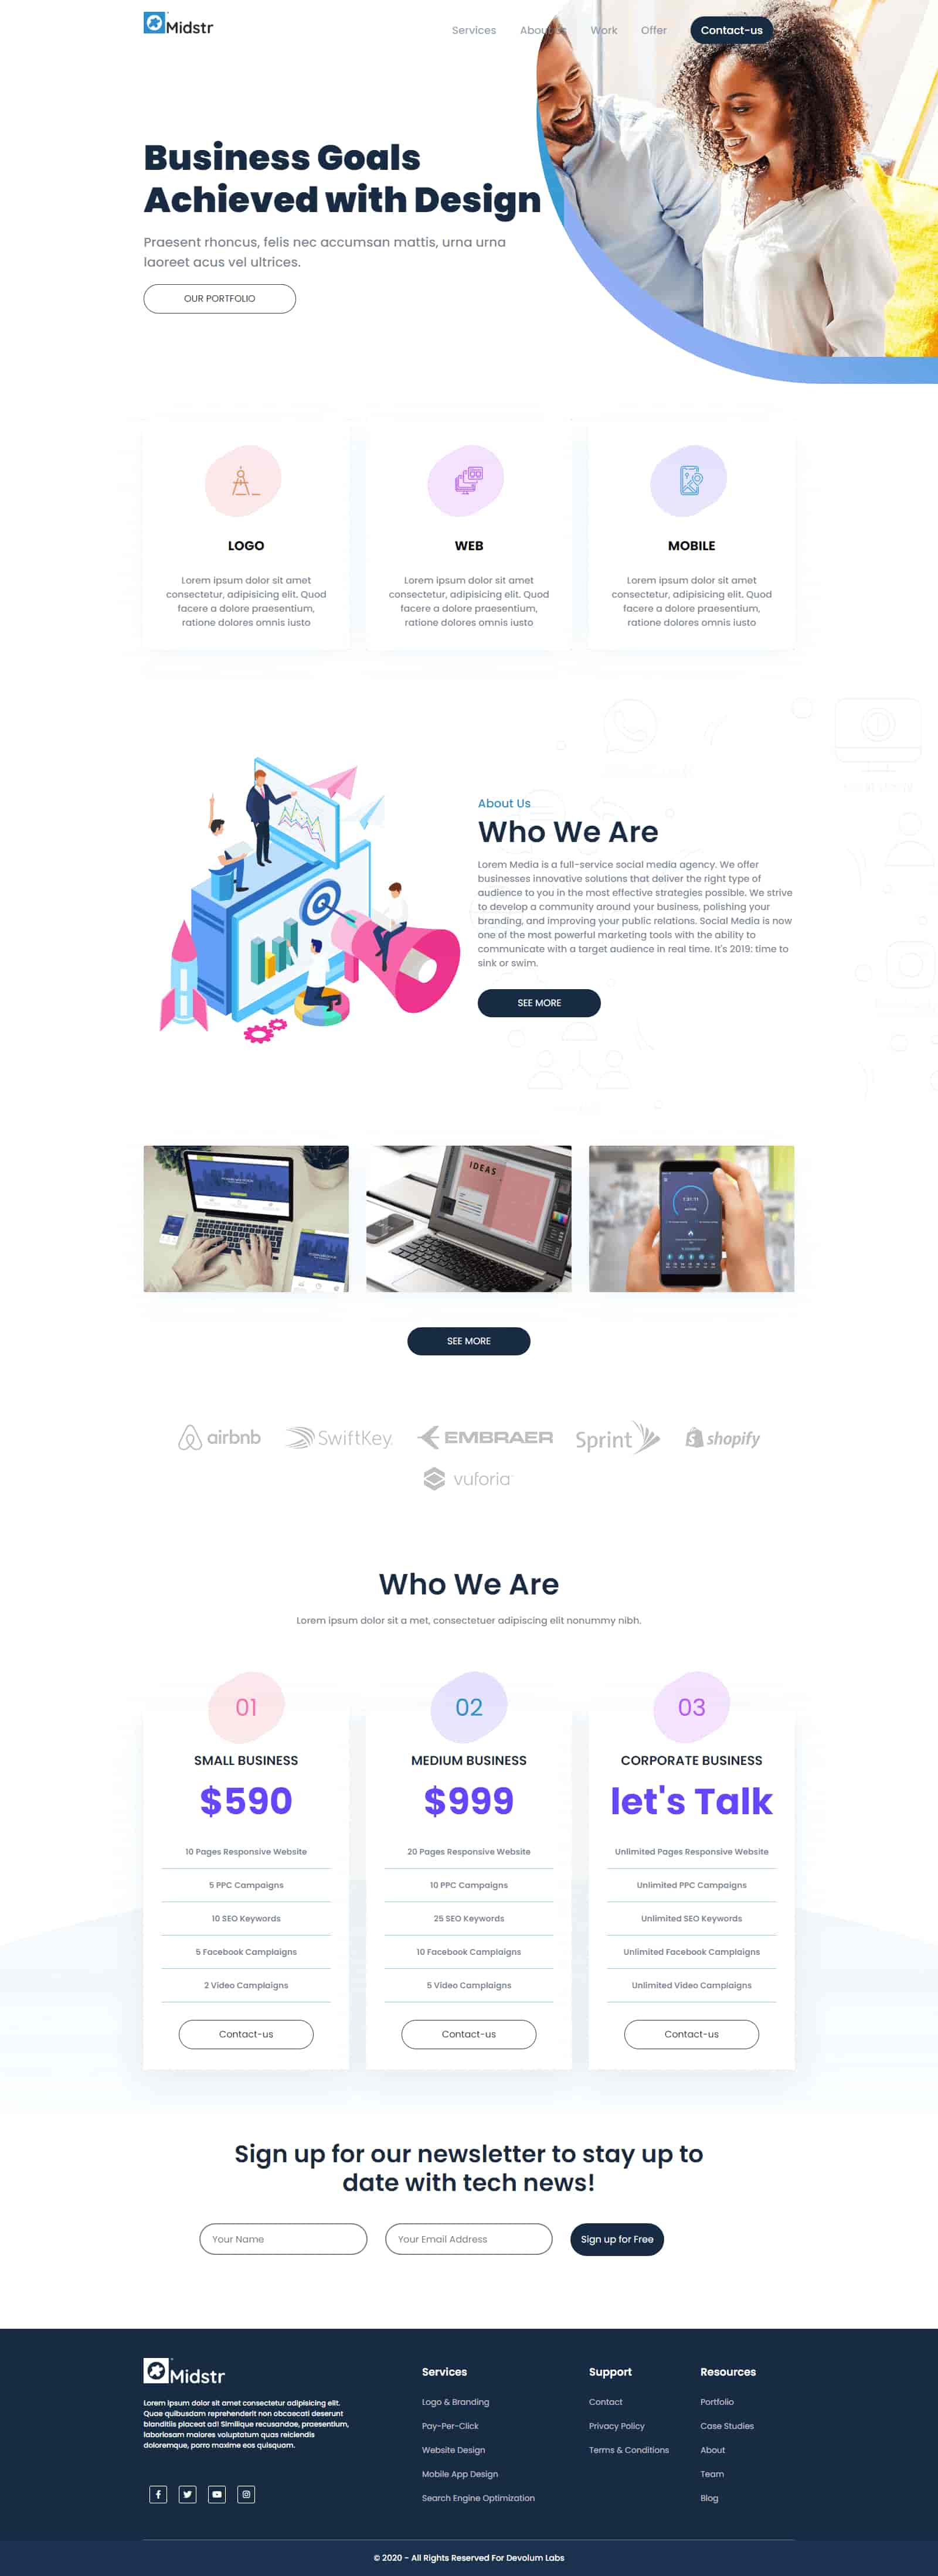 Midstr
Services About Us Work Offer Contact-us
Business Goals
Achieved with Design
Praesent rhoncus, felis nec accumsan mattis, urna urna
laoreet acus vel ultrices.
OUR PORTFOLIO
LOGO
Lorem ipsum dolor sit amet
consectetur, adipisicing elit. Quod
facere a dolore praesentium,
ratione dolores omnis iusto
WEB
Lorem ipsum dolor sit amet
consectetur, adipisicing elit. Quod
facere a dolore praesentium,
ratione dolores omnis iusto
MOBILE
Lorem ipsum dolor sit amet
consectetur, adipisicing elit. Quod
facere a dolore praesentium,
ratione dolores omnis iusto
About Us
Who We Are
Lorem Media is a full-service social media agency. We offer
businesses innovative solutions that deliver the right type of
audience to you in the most effective strategies possible. We strive
to develop a community around your business, polishing your
branding, and improving your public relations. Social Media is now
one of the most powerful marketing tools with the ability to
communicate with a target audience in real time. It's 2019: time to
sink or swim.
SEE MORE
IDEAS
SEE MORE
airbnb SwiftKey. EMBRAER Sprint shopify
vuforia
Who We Are
Lorem ipsum dolor sit a met, consectetuer adipiscing elit nonummy nibh.
01
SMALL BUSINESS
$590
10 Pages Responsive Website
5 PPC Campaigns
10 SEO Keywords
5 Facebook Camplaigns
2 Video Camplaigns
Contact-us
02
MEDIUM BUSINESS
$999
20 Pages Responsive Website
10 PPC Campaigns
25 SEO Keywords
10 Facebook Camplaigns
5 Video Camplaigns
Contact-us
03
CORPORATE BUSINESS
let's Talk
Unlimited Pages Responsive Website
Unlimited PPC Campaigns
Unlimited SEO Keywords
Unlimited Facebook Camplaigns
Unlimited Video Camplaigns
Contact-us
Sign up for our newsletter to stay up to
date with tech news!
Your Name
Your Email Address
Sign up for Free
Midstr
Lorem ipsum dolor sit amet consectetur adipisicing elit.
Quae quibusdam reprehenderit non obcaecati deserunt
blanditiis placeat ad! Similique recusandae, praesentium,
laboriosam maiores voluptatum quas reiciendis
doloremque, porro maxime eos quisquam.
Services
Logo & Branding
Pay-Per-Click
Website Design
Mobile App Design
Search Engine Optimization
Support
Contact
Privacy Policy
Terms & Conditions
Resources
Portfolio
Case Studies
About
Team
Blog
© 2020 - All Rights Reserved For Devolum Labs